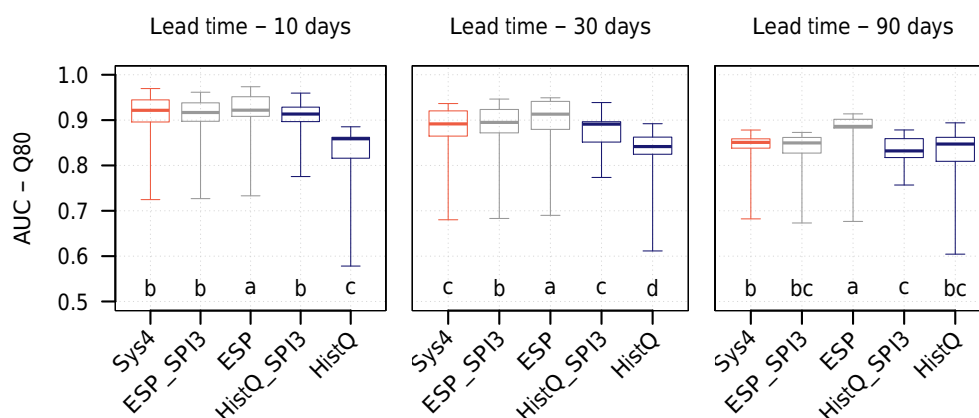 Lead time – 10 days
Lead time – 30 days
Lead time – 90 days
AUC – Q80
1.0
0.9
0.8
0.7
0.6
0.5
b b a b c
c b a c d
b bc a c bc
Sys4
ESP_SPI3
ESP
HistQ_SPI3
HistQ
Sys4
ESP_SPI3
ESP
HistQ_SPI3
HistQ
Sys4
ESP_SPI3
ESP
HistQ_SPI3
HistQ